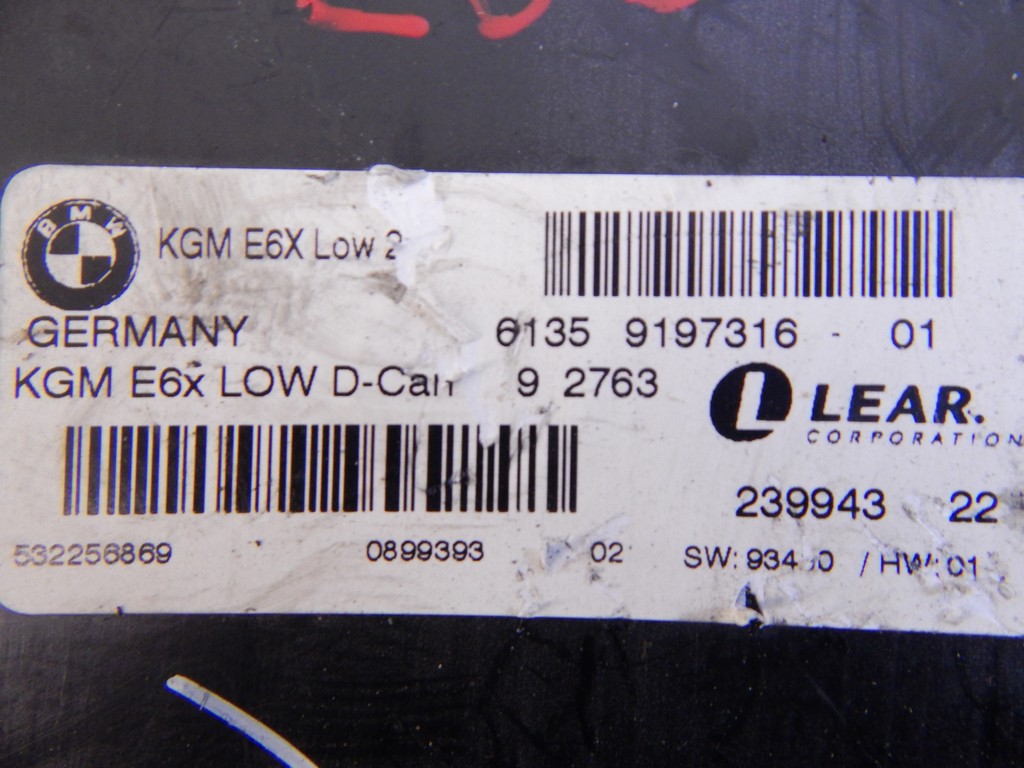 BMW
KGM E6X Low 2
GERMANY 6135 9197316 - 01
KGM E6x LOW D-Can 9 2763
LEAR.
CORPORATION
239943 22
532256869 0899393 02 SW: / HW: 01